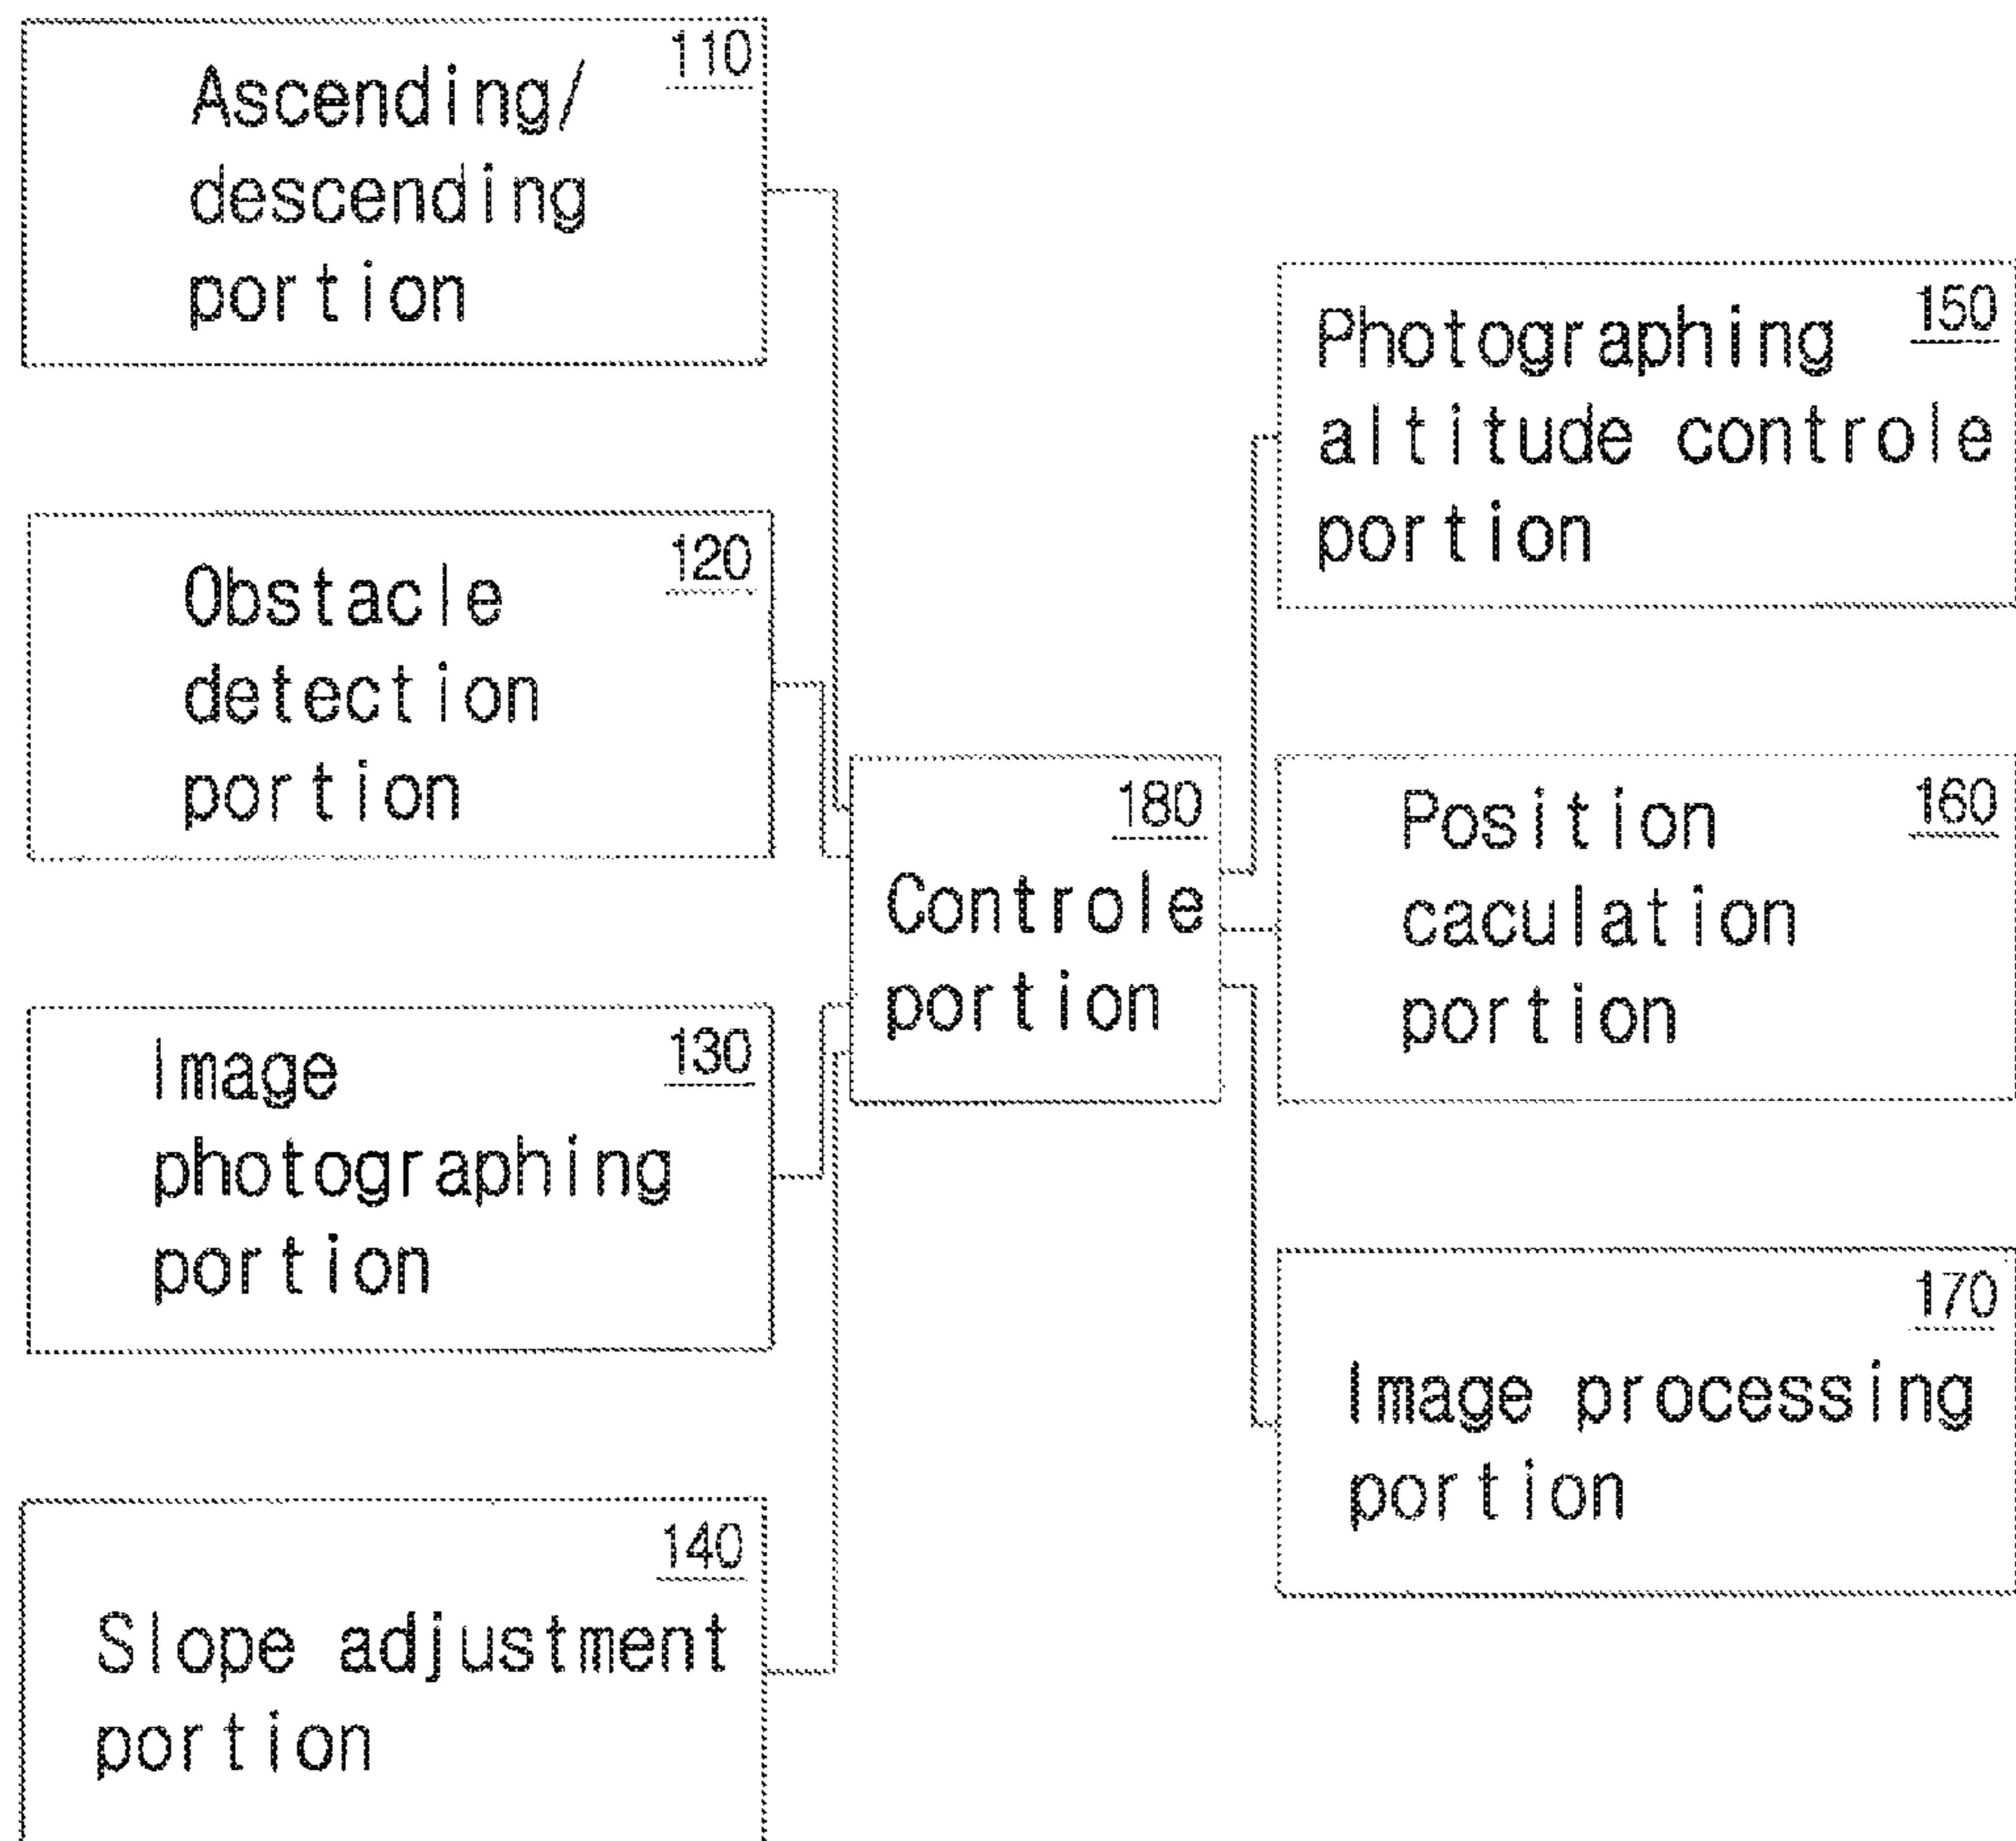 110
Ascending/
descending
portion
120
Obstacle
detection
portion
130
Image
photographing
portion
140
Slope adjustment
portion
180
Controle
portion
150
Photographing
altitude controle
portion
160
Position
caculation
portion
170
Image processing
portion